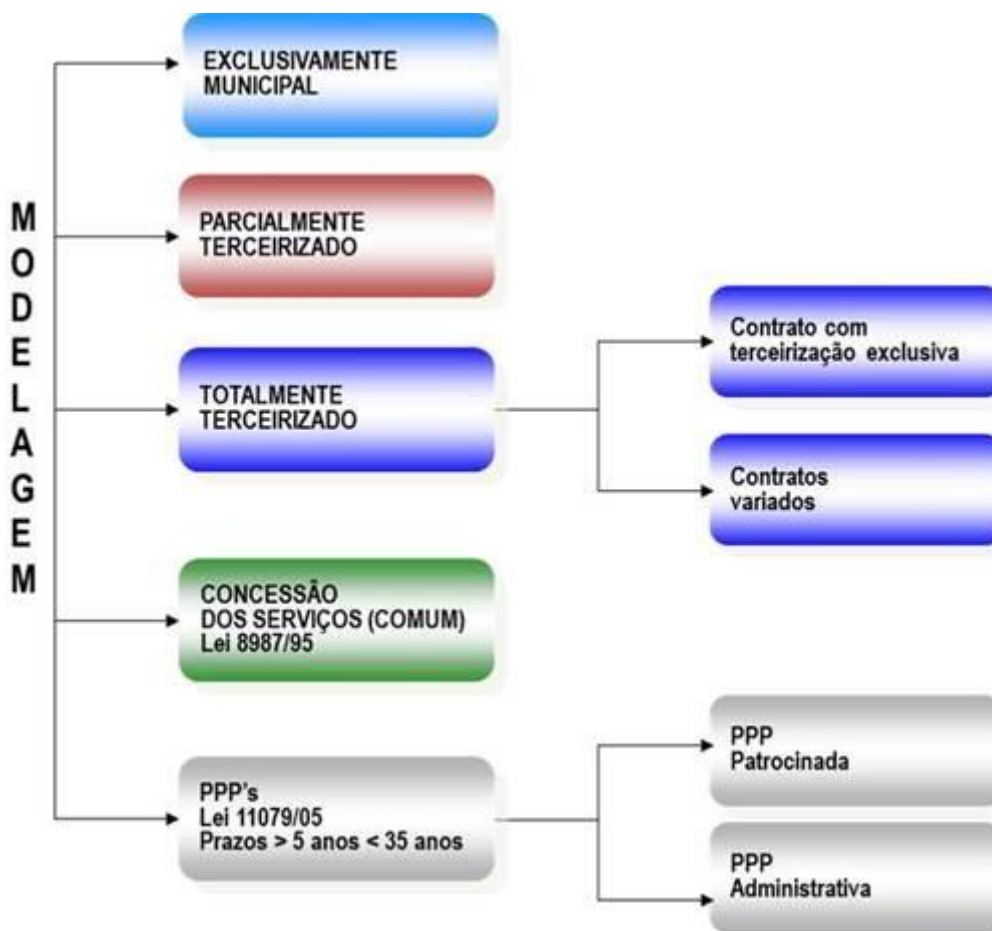 MODELAGEM
EXCLUSIVAMENTE
MUNICIPAL
PARCIALMENTE
TERCEIRIZADO
TOTALMENTE
TERCEIRIZADO
Contrato com
terceirização exclusiva
Contratos
variados
CONCESSÃO
DOS SERVIÇOS (COMUM)
Lei 8987/95
PPP's
Lei 11079/05
Prazos > 5 anos < 35 anos
PPP
Patrocinada
PPP
Administrativa